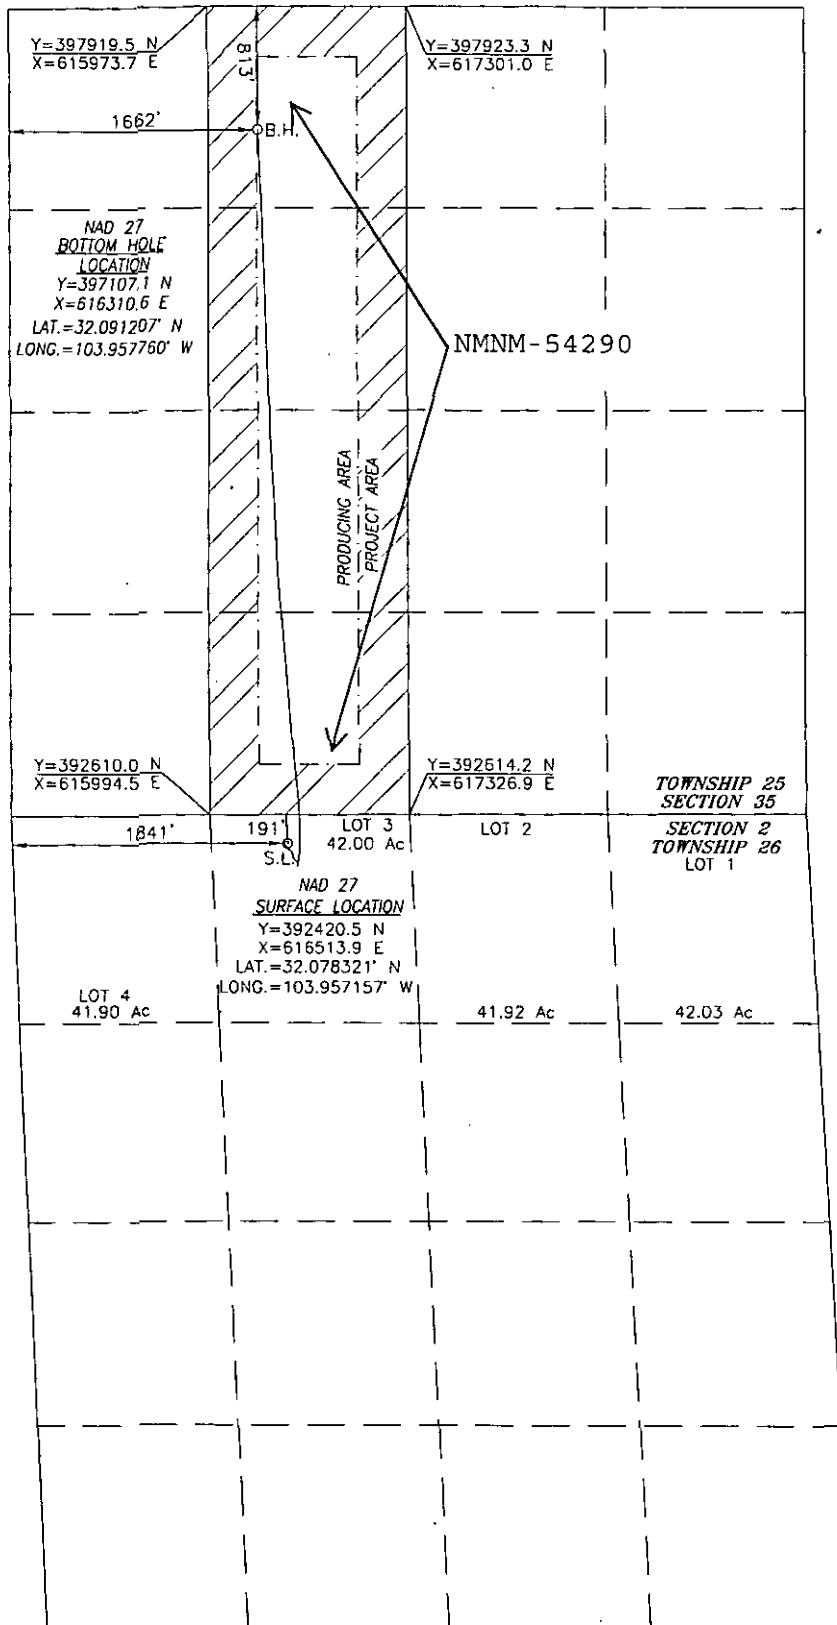 Y=397919.5 N
X=615973.7 E
813'
Y=397923.3 N
X=617301.0 E
1662'
B.H.
NAD 27
BOTTOM HOLE
LOCATION
Y=397107.1 N
X=616310.6 E
LAT.=32.091207° N
LONG.=103.957760° W
NMNM-54290
PRODUCING AREA
PROJECT AREA
Y=392610.0 N
X=615994.5 E
Y=392614.2 N
X=617326.9 E
TOWNSHIP 25
SECTION 35
1841'
191'
S.L.
LOT 3
42.00 Ac
LOT 2
SECTION 2
TOWNSHIP 26
LOT 1
NAD 27
SURFACE LOCATION
Y=392420.5 N
X=616513.9 E
LAT.=32.078321° N
LONG.=103.957157° W
LOT 4
41.90 Ac
41.92 Ac
42.03 Ac